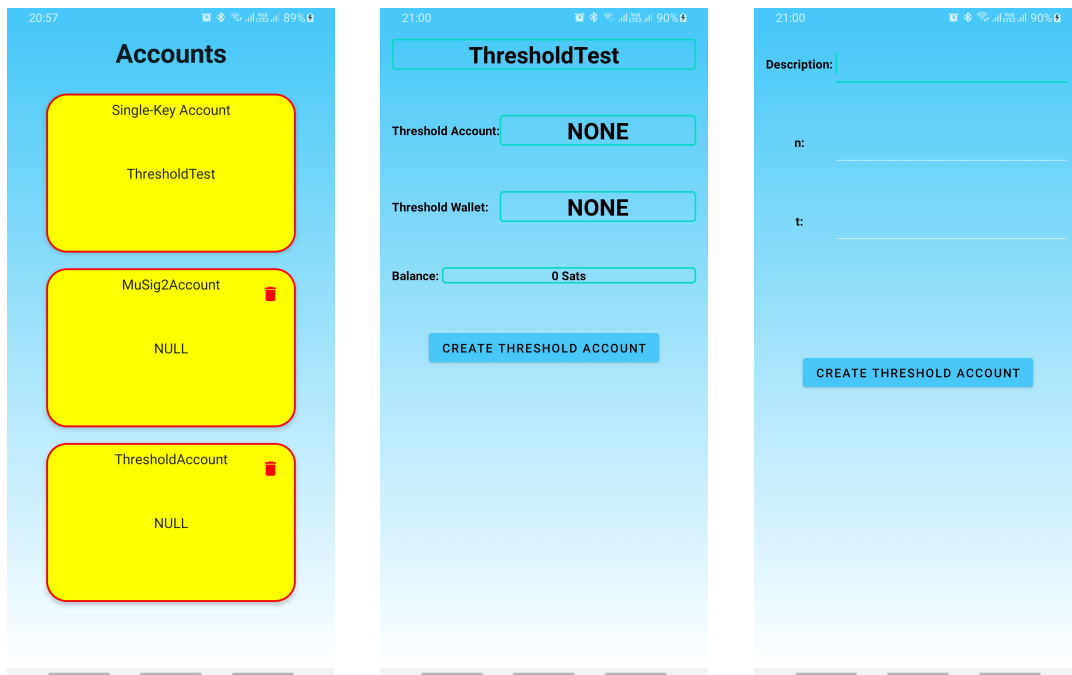 20:57 89%
Accounts
Single-Key Account
ThresholdTest
MuSig2Account
NULL
ThresholdAccount
NULL
21:00 90%
ThresholdTest
Threshold Account: NONE
Threshold Wallet: NONE
Balance: 0 Sats
CREATE THRESHOLD ACCOUNT
21:00 90%
Description:
n:
t:
CREATE THRESHOLD ACCOUNT